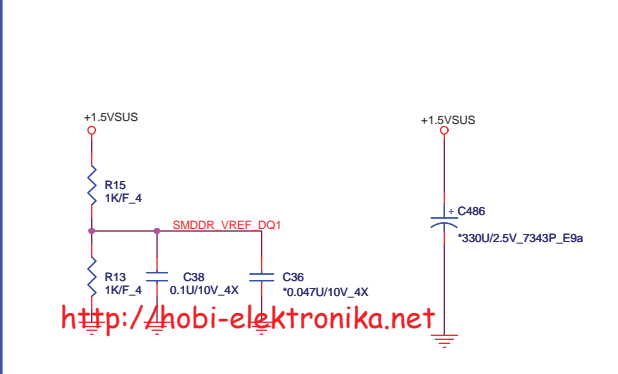 +1.5VSUS
+1.5VSUS
R15
1K/F_4
SMDDR_VREF_DQ1
+ C486
*330U/2.5V_7343P_E9a
R13
1K/F_4
C38
0.1U/10V_4X
C36
*0.047U/10V_4X
http://hobi-elektronika.net